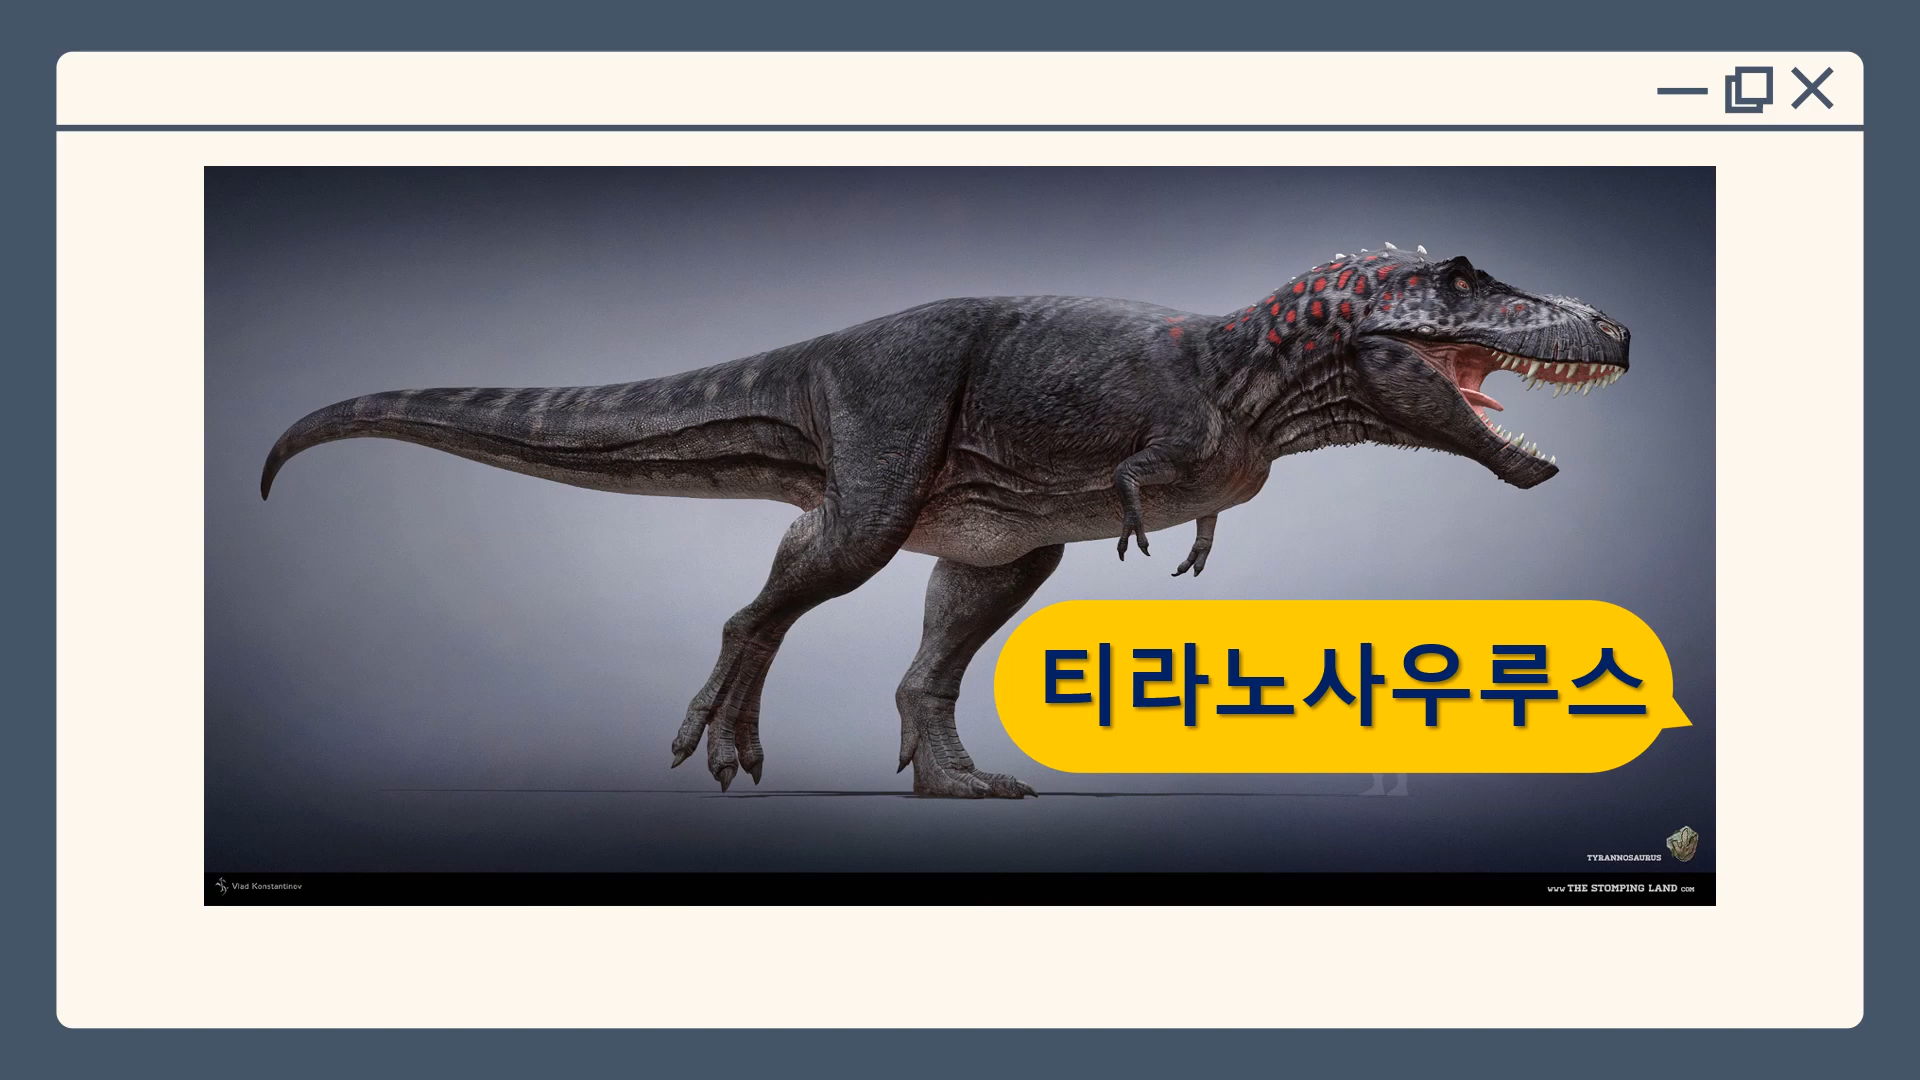 티라노사우루스
TYRANNOSAURUS
Vlad Konstantinov
www THE STOMPING LAND COM